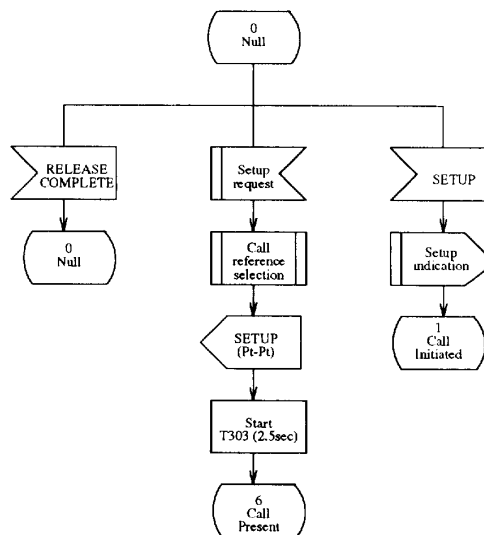 0
Null
RELEASE
COMPLETE
0
Null
Setup
request
Call
reference
selection
SETUP
(Pt-Pt)
Start
T303 (2.5sec)
6
Call
Present
SETUP
Setup
indication
1
Call
Initiated